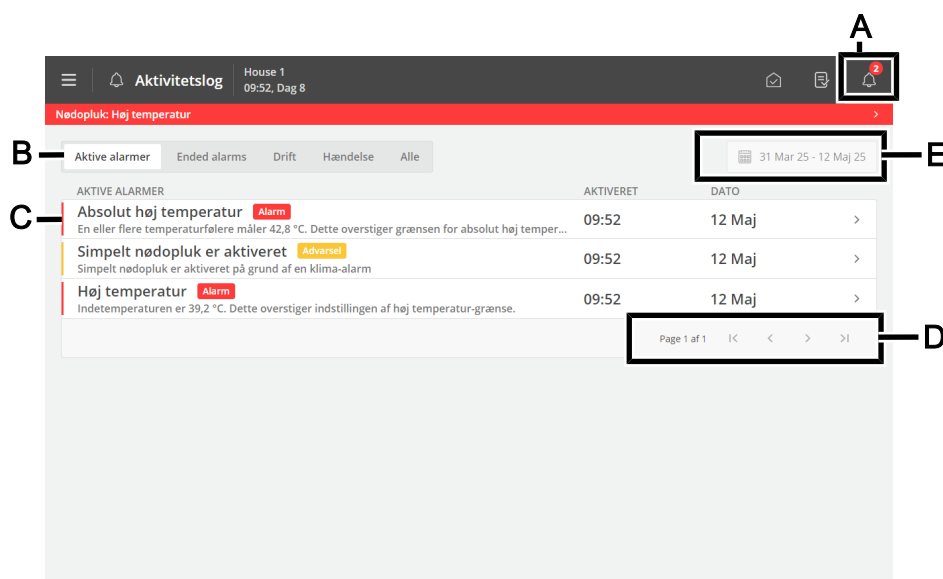 A
2
Aktivitetslog
House 1
09:52, Dag 8
Nødopluk: Høj temperatur
B
Aktive alarmer Ended alarms Drift Hændelse Alle
31 Mar 25 - 12 Maj 25
E
AKTIVE ALARMER AKTIVERET DATO
C
Absolut høj temperatur Alarm 09:52 12 Maj
En eller flere temperaturfølere måler 42,8 °C. Dette overstiger grænsen for absolut høj temper...
Simpelt nødopluk er aktiveret Advarsel 09:52 12 Maj
Simpelt nødopluk er aktiveret på grund af en klima-alarm
Høj temperatur Alarm 09:52 12 Maj
Indetemperaturen er 39,2 °C. Dette overstiger indstillingen af høj temperatur-grænse.
Page 1 af 1
D